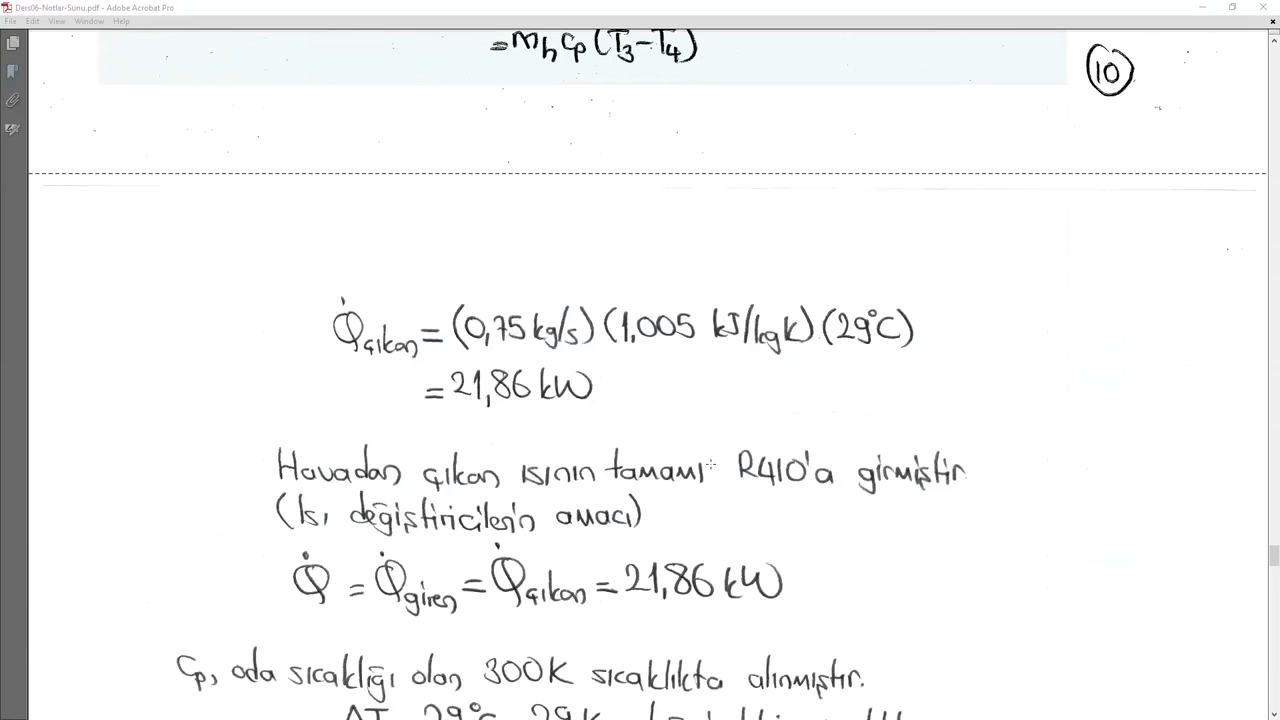 Ders06-Notlar-Sunu.pdf - Adobe Acrobat Pro
File Edit View Window Help
= ṁh cp (T3-T4)
10
Q̇çıkan = (0,75 kg/s) (1,005 kJ/kgK) (29°C)
= 21,86 kW
Havadan çıkan ısının tamamı R410'a girmiştir.
(Isı değiştiricilerin amacı)
Q̇ = Q̇giren = Q̇çıkan = 21,86 kW
Cp, oda sıcaklığı olan 300K sıcaklıkta alınmıştır.